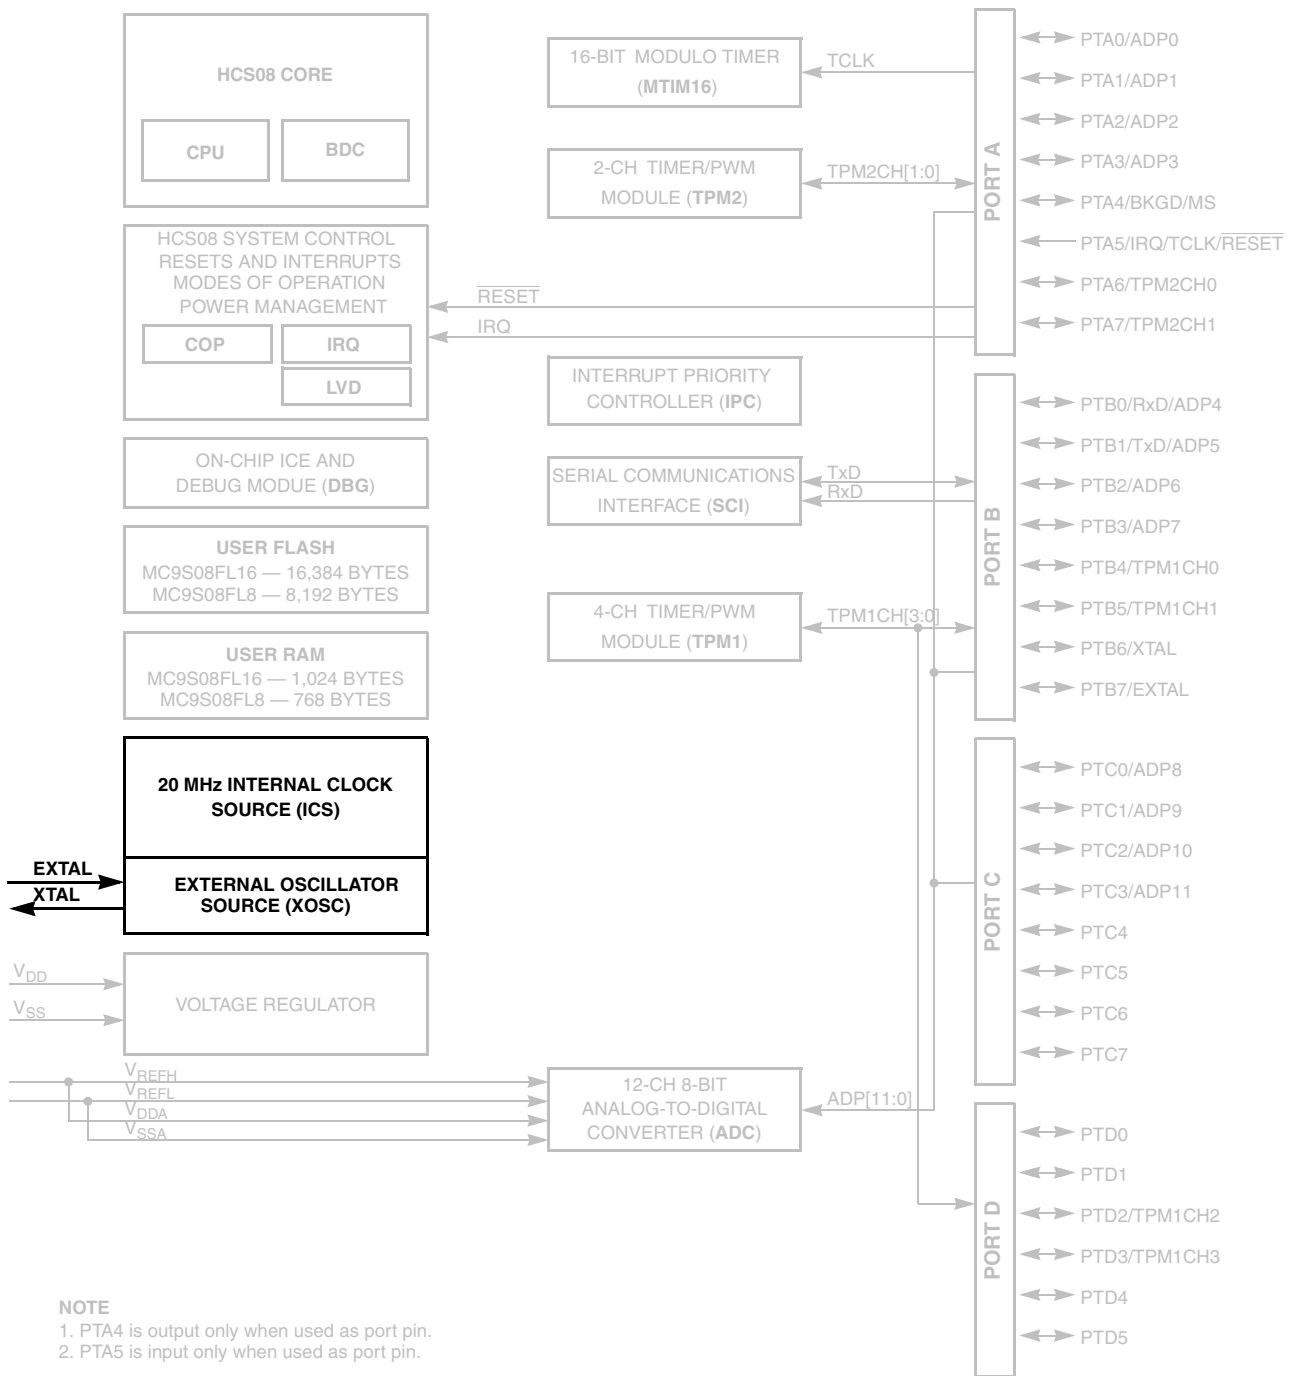 HCS08 CORE
CPU
BDC
HCS08 SYSTEM CONTROL
RESETS AND INTERRUPTS
MODES OF OPERATION
POWER MANAGEMENT
COP
IRQ
LVD
ON-CHIP ICE AND
DEBUG MODUE (DBG)
USER FLASH
MC9S08FL16 — 16,384 BYTES
MC9S08FL8 — 8,192 BYTES
USER RAM
MC9S08FL16 — 1,024 BYTES
MC9S08FL8 — 768 BYTES
20 MHz INTERNAL CLOCK
SOURCE (ICS)
EXTAL
XTAL
EXTERNAL OSCILLATOR
SOURCE (XOSC)
VDD
VSS
VOLTAGE REGULATOR
VREFH
VREFL
VDDA
VSSA
16-BIT MODULO TIMER
(MTIM16)
TCLK
2-CH TIMER/PWM
MODULE (TPM2)
TPM2CH[1:0]
RESET
IRQ
INTERRUPT PRIORITY
CONTROLLER (IPC)
SERIAL COMMUNICATIONS
INTERFACE (SCI)
TxD
RxD
4-CH TIMER/PWM
MODULE (TPM1)
TPM1CH[3:0]
12-CH 8-BIT
ANALOG-TO-DIGITAL
CONVERTER (ADC)
ADP[11:0]
PORT A
PTA0/ADP0
PTA1/ADP1
PTA2/ADP2
PTA3/ADP3
PTA4/BKGD/MS
PTA5/IRQ/TCLK/RESET
PTA6/TPM2CH0
PTA7/TPM2CH1
PORT B
PTB0/RxD/ADP4
PTB1/TxD/ADP5
PTB2/ADP6
PTB3/ADP7
PTB4/TPM1CH0
PTB5/TPM1CH1
PTB6/XTAL
PTB7/EXTAL
PORT C
PTC0/ADP8
PTC1/ADP9
PTC2/ADP10
PTC3/ADP11
PTC4
PTC5
PTC6
PTC7
PORT D
PTD0
PTD1
PTD2/TPM1CH2
PTD3/TPM1CH3
PTD4
PTD5
NOTE
1. PTA4 is output only when used as port pin.
2. PTA5 is input only when used as port pin.